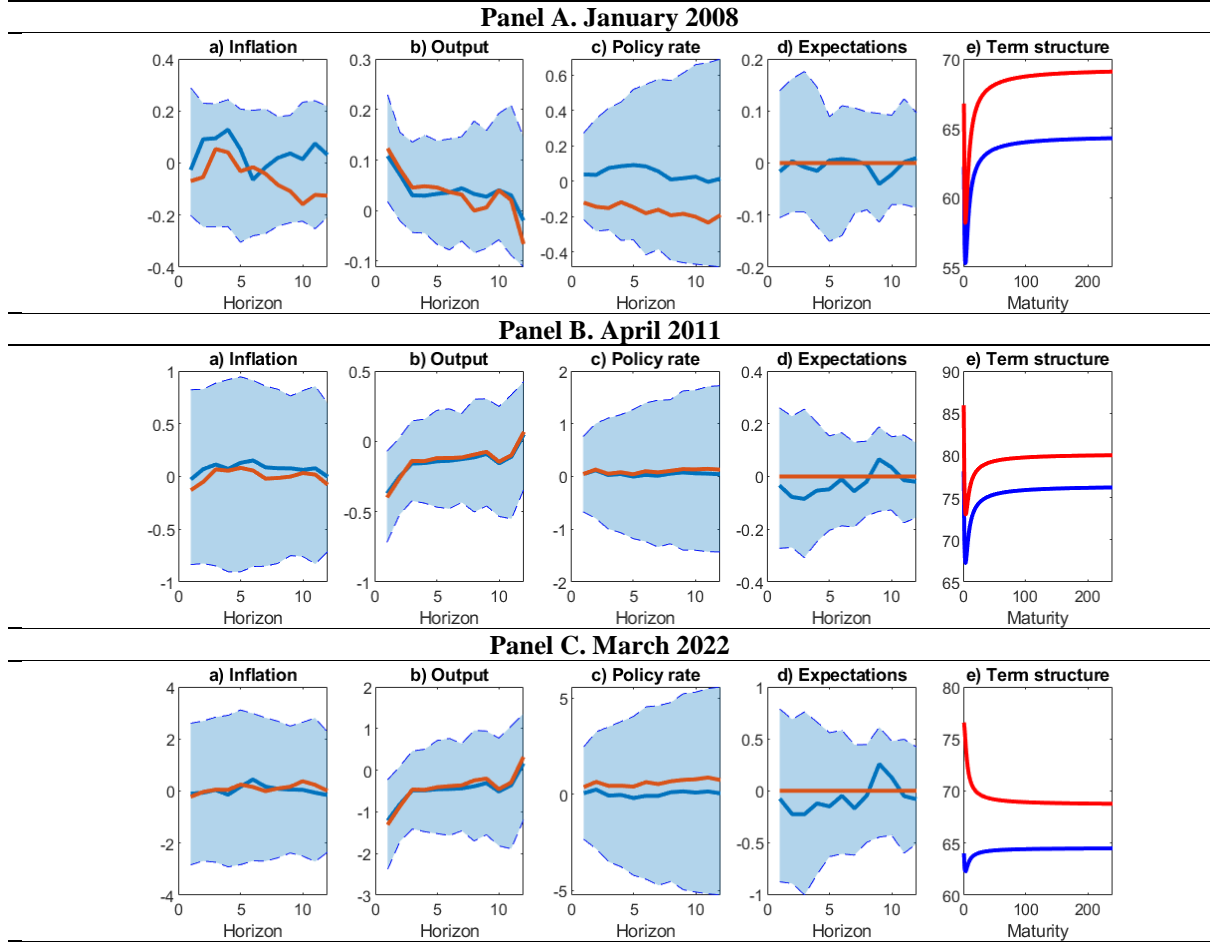 Panel A. January 2008
a) Inflation b) Output c) Policy rate d) Expectations e) Term structure
0.4 0.3 0.6 0.2 70
0.2 0.2 0.4 0.1 65
0 0.1 0.2 0 60
-0.2 0 0 -0.1 55
-0.4 -0.1 -0.2 -0.2
-0.4
0 5 10 0 5 10 0 5 10 0 5 10 0 100 200
Horizon Horizon Horizon Horizon Maturity
Panel B. April 2011
a) Inflation b) Output c) Policy rate d) Expectations e) Term structure
1 0.5 2 0.4 90
0.5 0 1 0.2 85
0 -0.5 0 0 80
-0.5 -1 -1 -0.2 75
-1 -2 -0.4 70
65
0 5 10 0 5 10 0 5 10 0 5 10 0 100 200
Horizon Horizon Horizon Horizon Maturity
Panel C. March 2022
a) Inflation b) Output c) Policy rate d) Expectations e) Term structure
4 2 5 1 80
2 1 0 0.5 75
0 0 -5 0 70
-2 -1 -0.5 65
-4 -2 -1 60
-3
0 5 10 0 5 10 0 5 10 0 5 10 0 100 200
Horizon Horizon Horizon Horizon Maturity